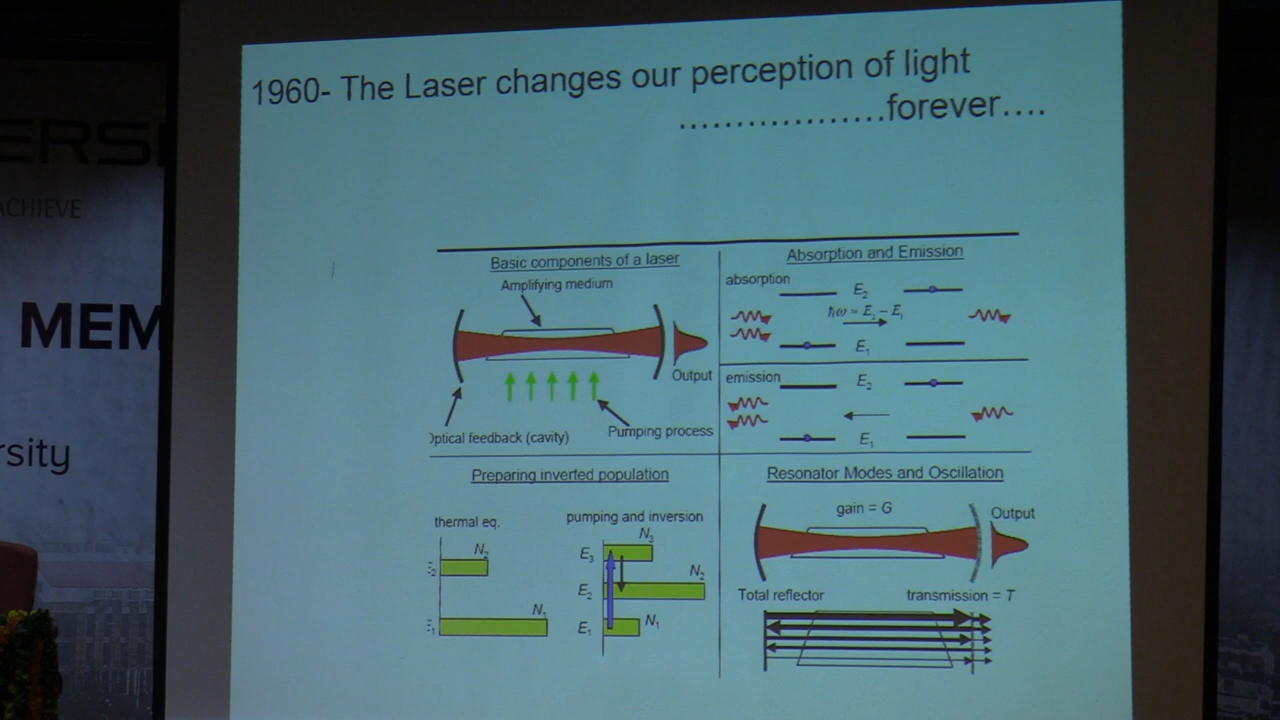 1960- The Laser changes our perception of light
..................forever....
ERS
ACHIEVE
MEM
rsity
Basic components of a laser
Amplifying medium
Output
Optical feedback (cavity)
Pumping process
Absorption and Emission
absorption
E2
ħω = E2 − E1
E1
emission
E2
E1
Preparing inverted population
thermal eq.
N2
E2
N1
E1
pumping and inversion
N3
E3
N2
E2
N1
E1
Resonator Modes and Oscillation
gain = G
Output
Total reflector
transmission = T